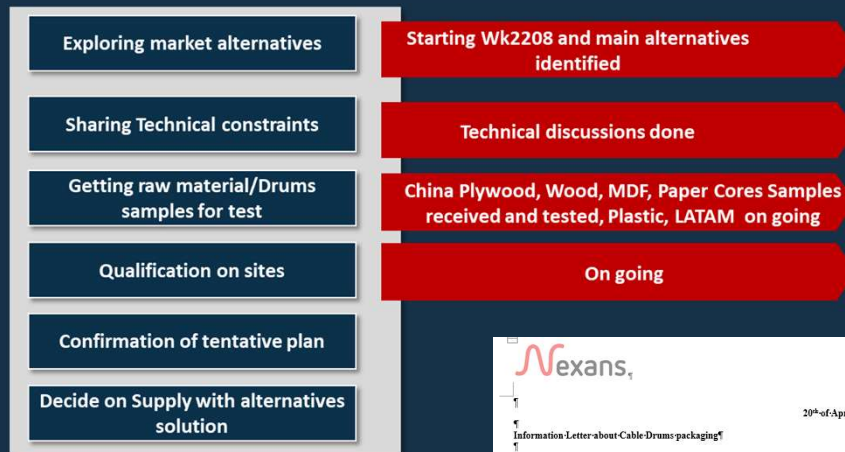 Exploring market alternatives
Starting Wk2208 and main alternatives
identified
Sharing Technical constraints
Technical discussions done
Getting raw material/Drums
samples for test
China Plywood, Wood, MDF, Paper Cores Samples
received and tested, Plastic, LATAM on going
Qualification on sites
On going
Confirmation of tentative plan
Decide on Supply with alternatives
solution
Nexans
¶
20th·of·Apr
¶
Information·Letter·about·Cable·Drums·packaging¶
¶